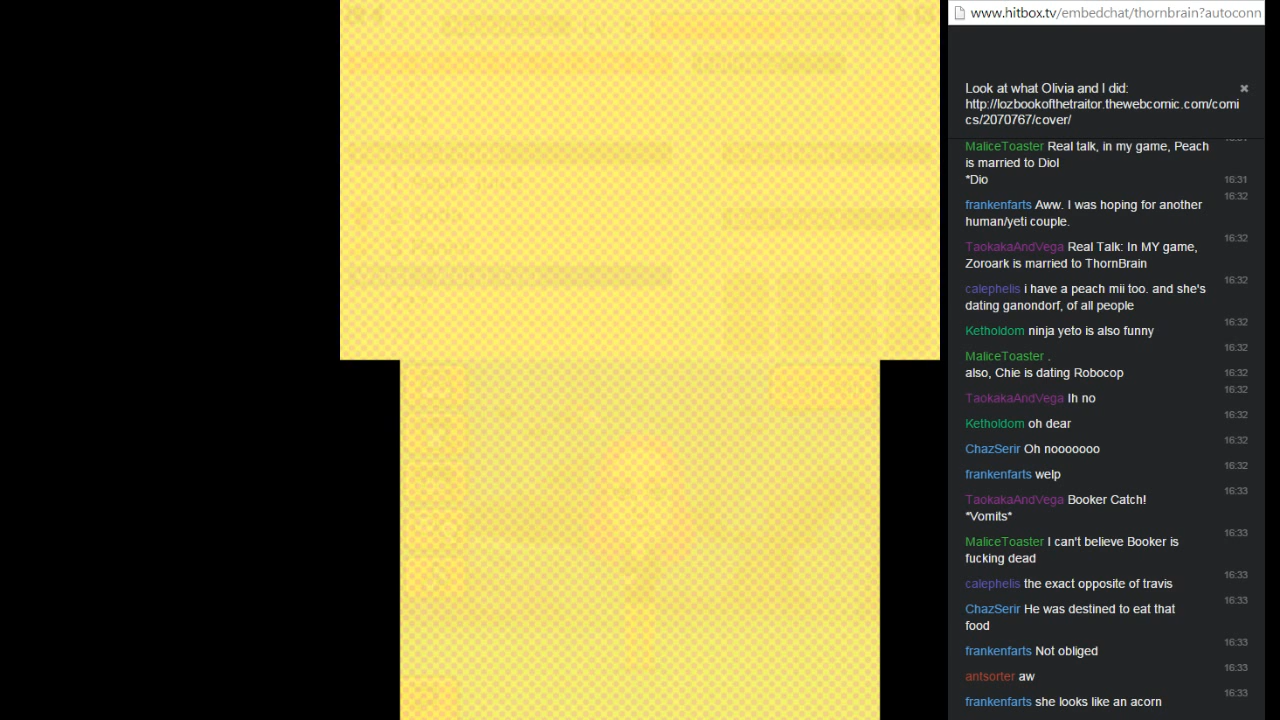 www.hitbox.tv/embedchat/thornbrain?autoconn
Look at what Olivia and I did:
http://lozbookofthetraitor.thewebcomic.com/comi
cs/2070767/cover/
MaliceToaster Real talk, in my game, Peach
is married to Diol
*Dio 16:31
16:32
frankenfarts Aww. I was hoping for another
human/yeti couple.
16:32
TaokakaAndVega Real Talk: In MY game,
Zoroark is married to ThornBrain
16:32
calephelis i have a peach mii too. and she's
dating ganondorf, of all people
16:32
Ketholdom ninja yeto is also funny
16:32
MaliceToaster .
also, Chie is dating Robocop 16:32
16:32
TaokakaAndVega Ih no
16:32
Ketholdom oh dear
16:32
ChazSerir Oh nooooooo
16:32
frankenfarts welp
16:33
TaokakaAndVega Booker Catch!
*Vomits*
16:33
MaliceToaster I can't believe Booker is
fucking dead
16:33
calephelis the exact opposite of travis
16:33
ChazSerir He was destined to eat that
food
16:33
frankenfarts Not obliged
16:33
antsorter aw
16:33
frankenfarts she looks like an acorn